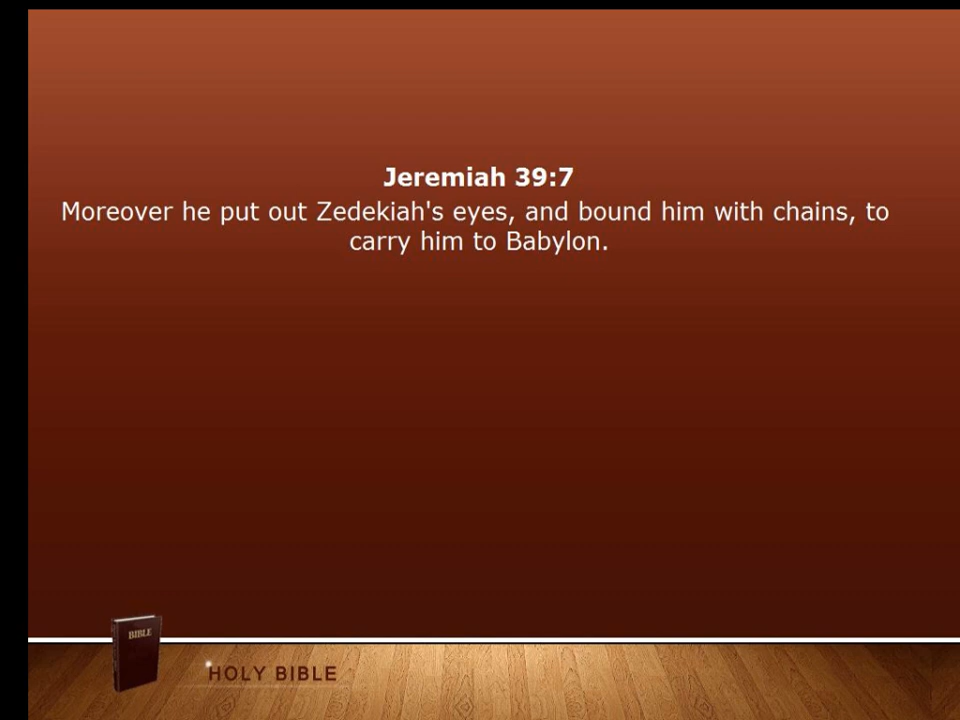 Jeremiah 39:7
Moreover he put out Zedekiah's eyes, and bound him with chains, to
carry him to Babylon.
BIBLE
HOLY BIBLE